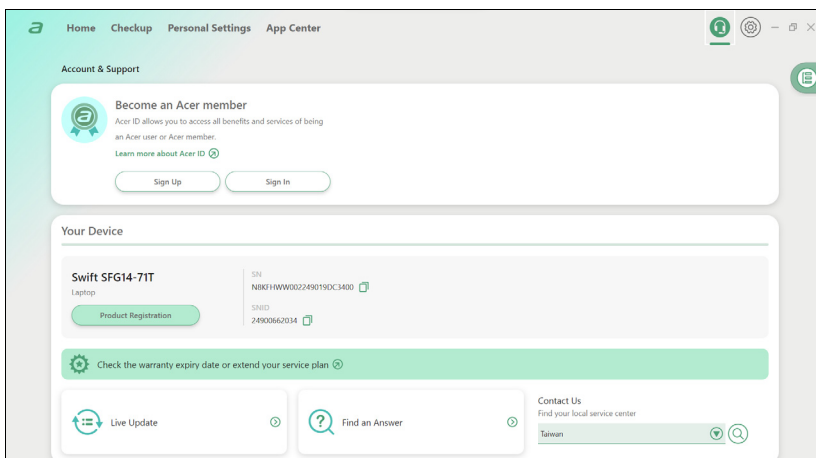 a Home Checkup Personal Settings App Center
Account & Support
Become an Acer member
Acer ID allows you to access all benefits and services of being
an Acer user or Acer member.
Learn more about Acer ID
Sign Up Sign In
Your Device
Swift SFG14-71T
Laptop
Product Registration
SN
NBKFHWW002249019DC3400
SNID
24900662034
Check the warranty expiry date or extend your service plan
Live Update
Find an Answer
Contact Us
Find your local service center
Taiwan